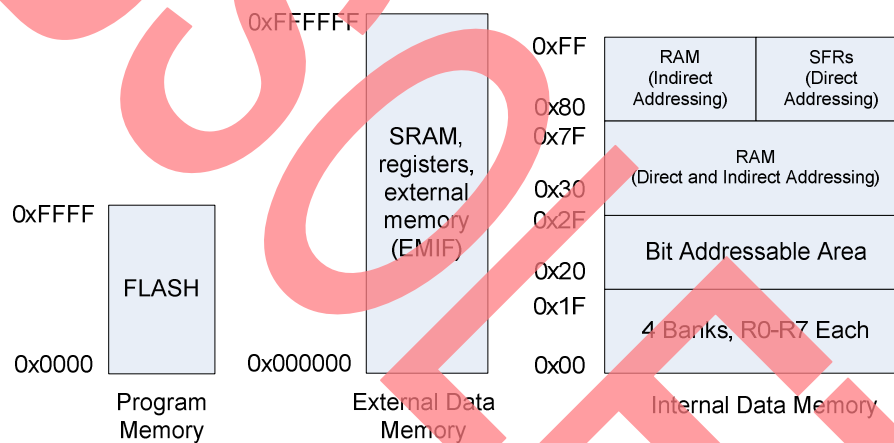 0xFFFF
FLASH
0x0000
Program
Memory
0xFFFFFF
SRAM,
registers,
external
memory
(EMIF)
0x000000
External Data
Memory
0xFF
0x80
0x7F
0x30
0x2F
0x20
0x1F
0x00
RAM
(Indirect
Addressing)
SFRs
(Direct
Addressing)
RAM
(Direct and Indirect Addressing)
Bit Addressable Area
4 Banks, R0-R7 Each
Internal Data Memory